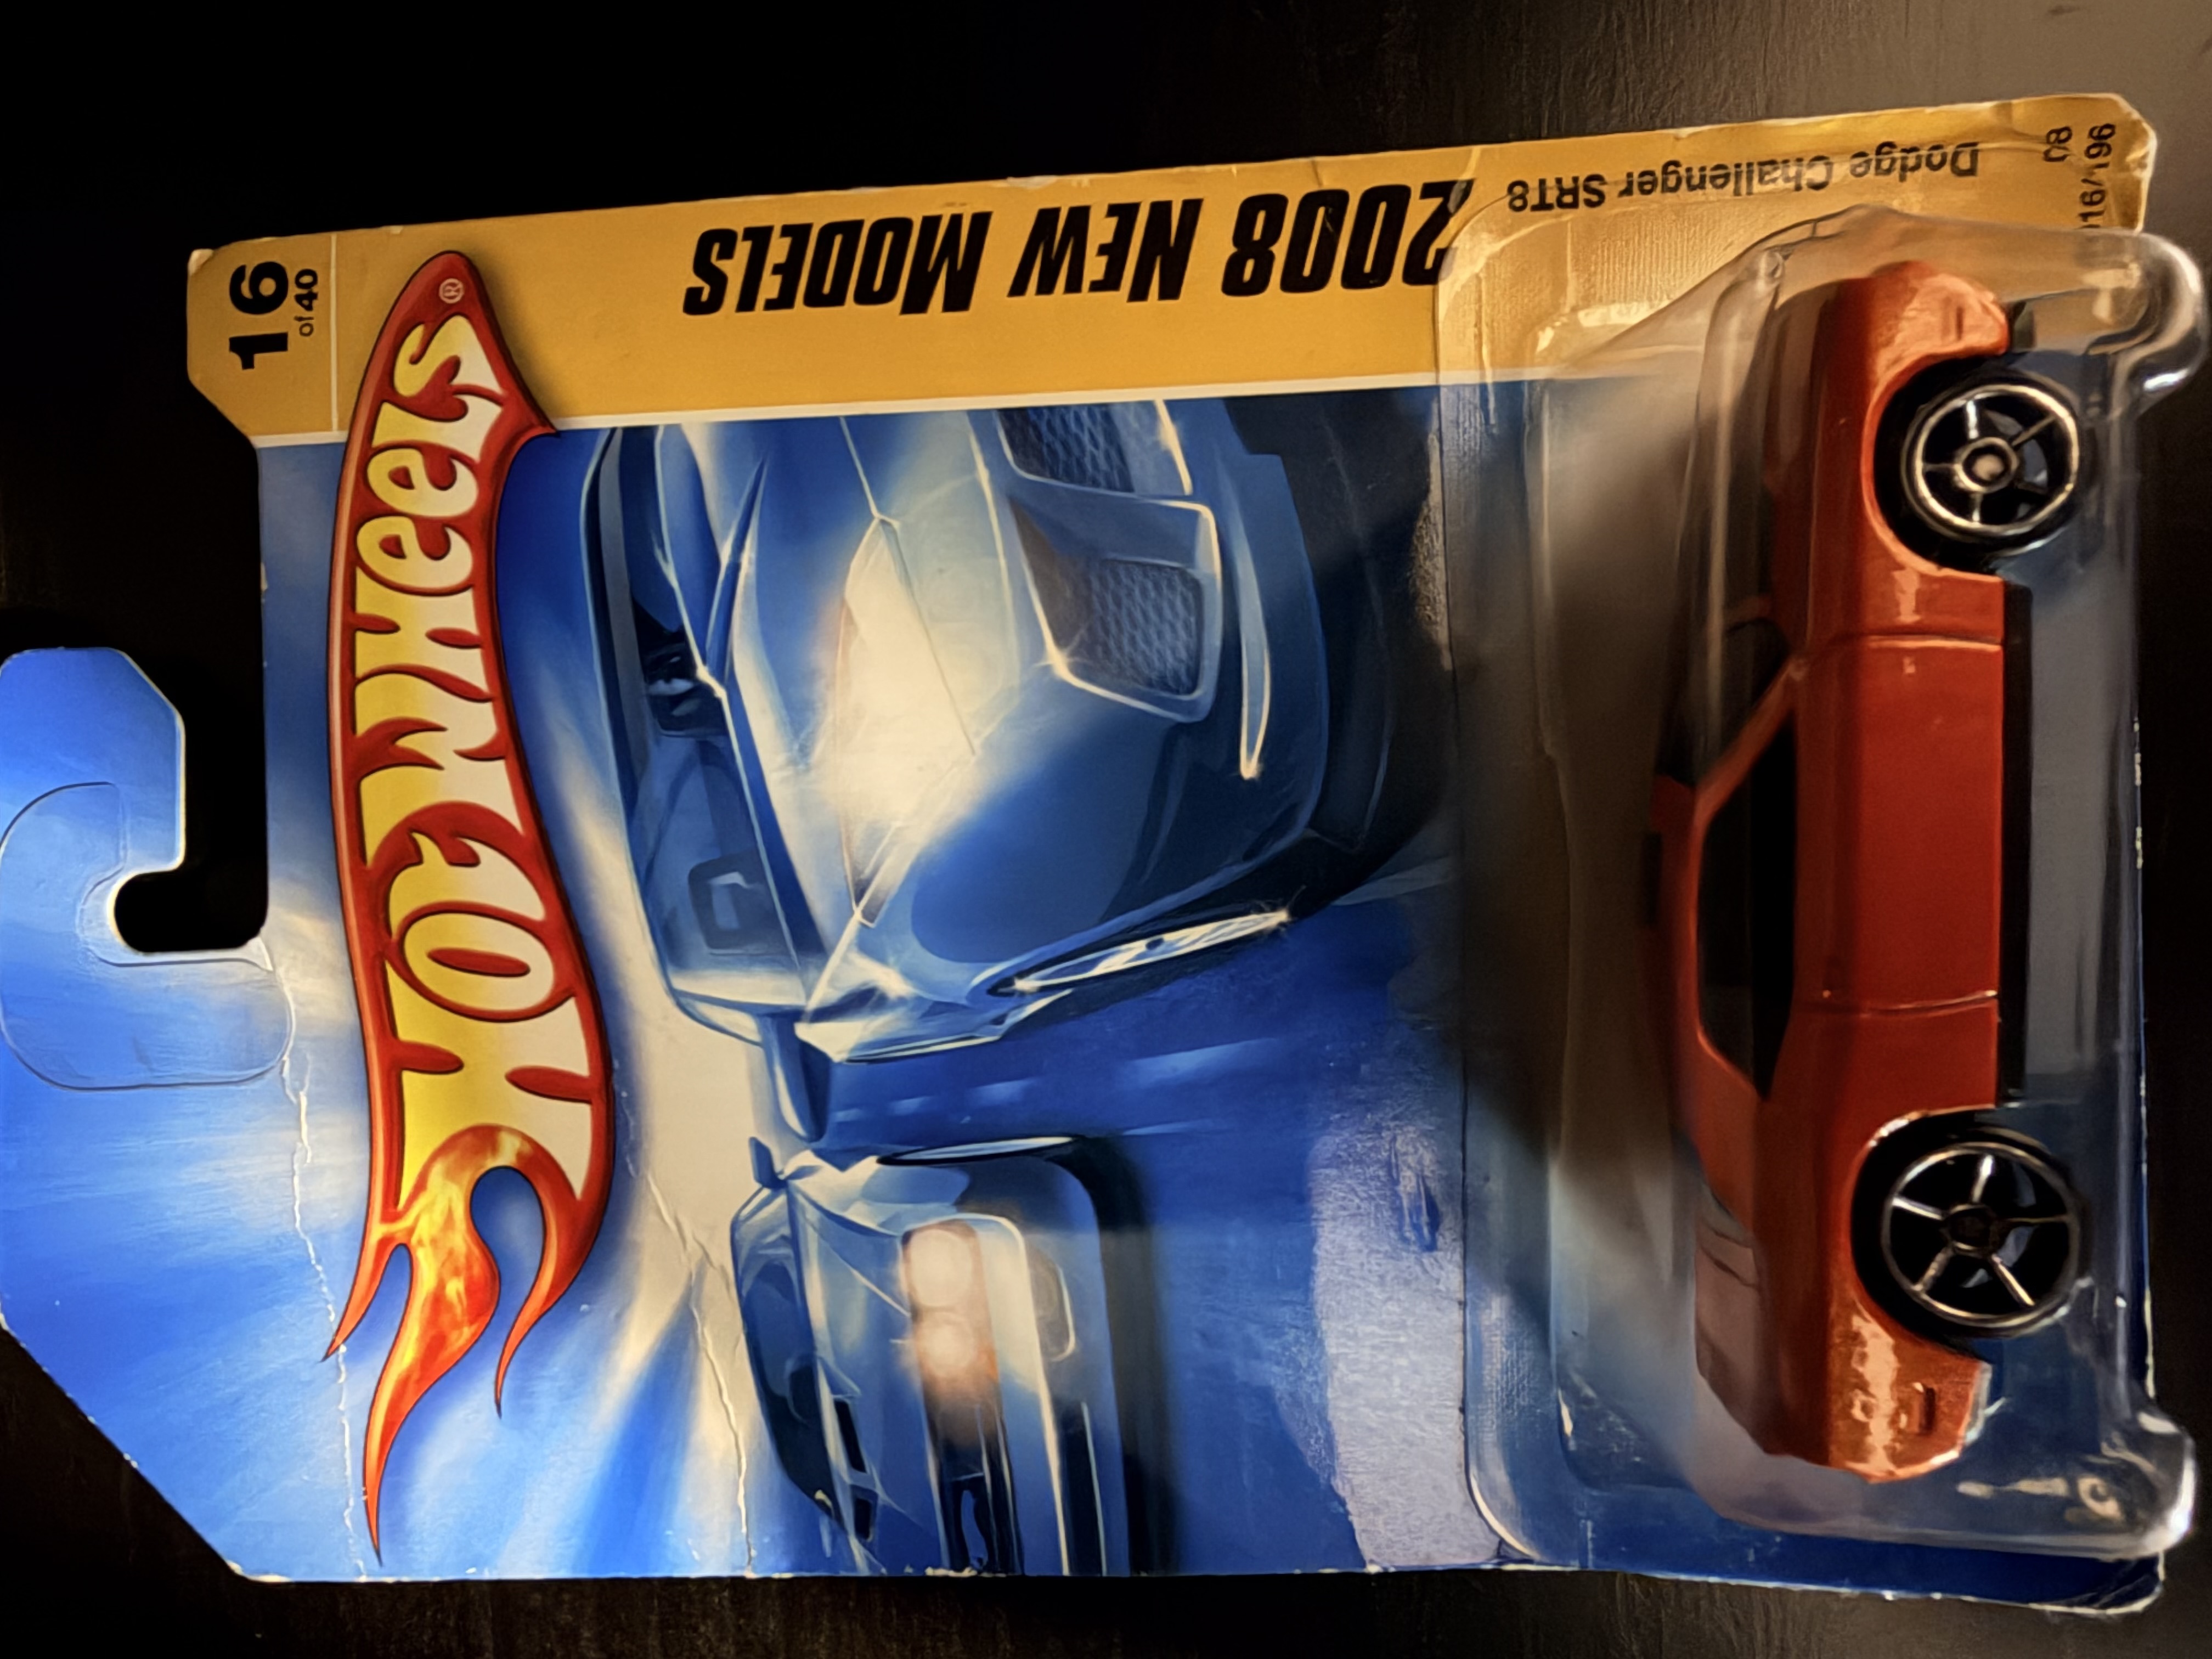 16
of 40
HOT WHEELS®
2008 NEW MODELS
Dodge Challenger SRT8
08
016/196